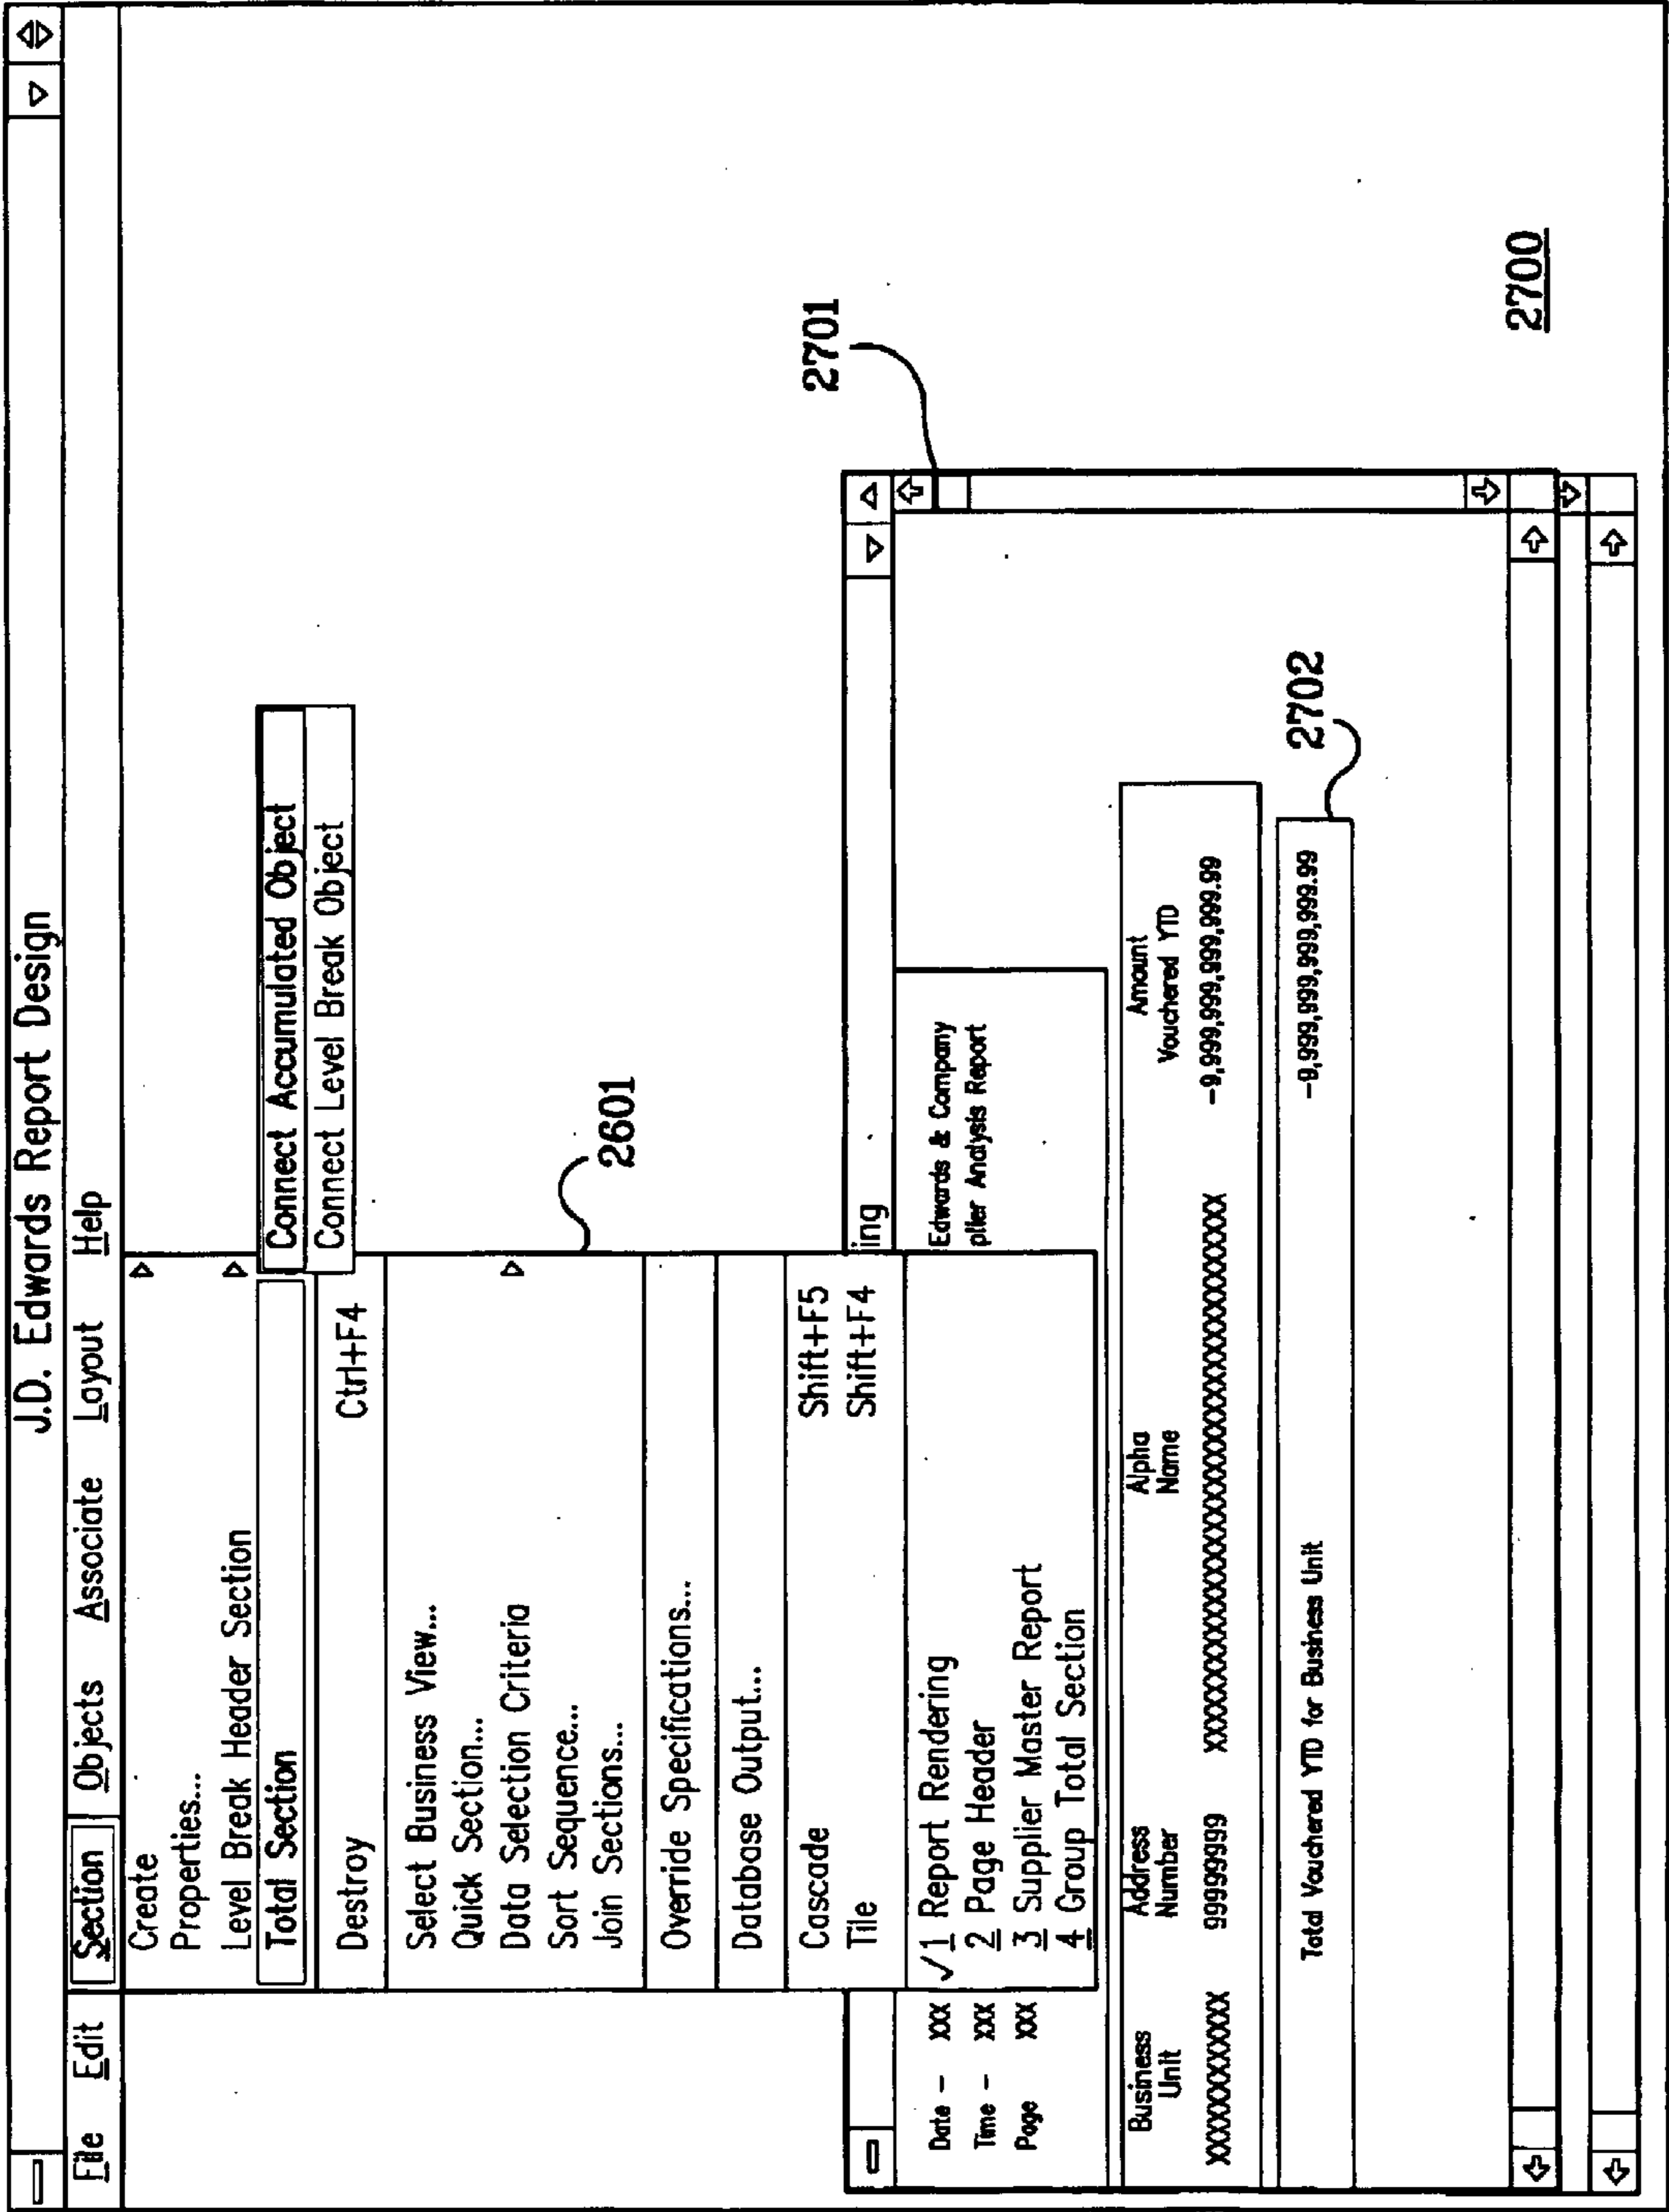 J.D. Edwards Report Design
File Edit Section Objects Associate Layout Help
Create
Properties...
Level Break Header Section
Total Section
Connect Accumulated Object
Connect Level Break Object
Destroy Ctrl+F4
Select Business View...
Quick Section...
Data Selection Criteria
Sort Sequence...
Join Sections...
2601
Override Specifications...
Database Output...
Cascade Shift+F5
Tile Shift+F4
ing
2701
√1 Report Rendering
2 Page Header
3 Supplier Master Report
4 Group Total Section
Date - XXX
Time - XXX
Page XXX
Edwards & Company
plier Analysis Report
Business Unit
Address Number
Alpha Name
Amount Vouchered YTD
XXXXXXXXXXXX 99999999 XXXXXXXXXXXXXXXXXXXXXXXXXXXXXXXXXXXXXXXX -9,999,999,999,999.99
Total Vouchered YTD for Business Unit -9,999,999,999,999.99
2702
2700